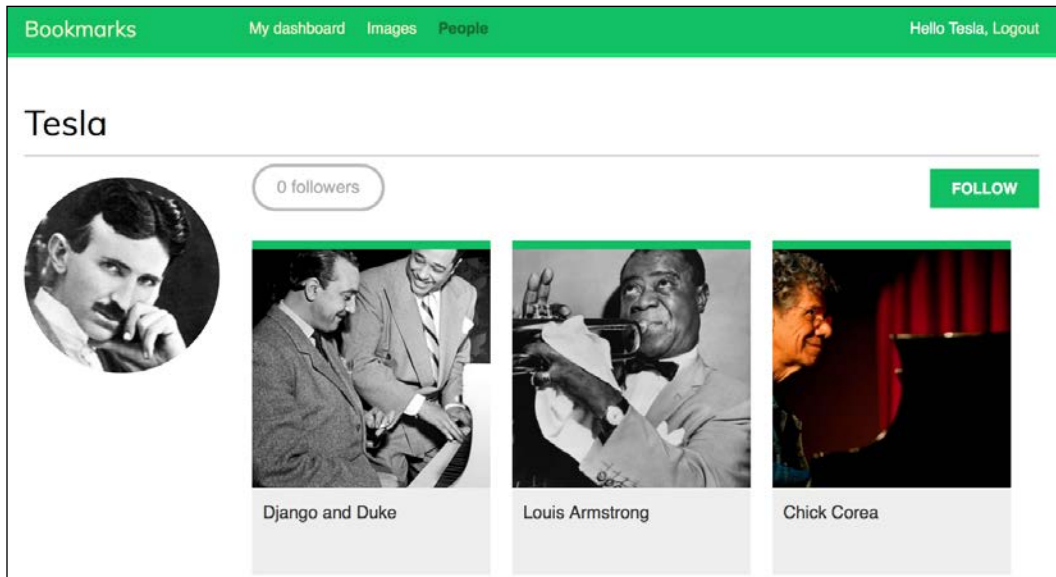 Bookmarks My dashboard Images People Hello Tesla, Logout
Tesla
0 followers FOLLOW
Django and Duke Louis Armstrong Chick Corea